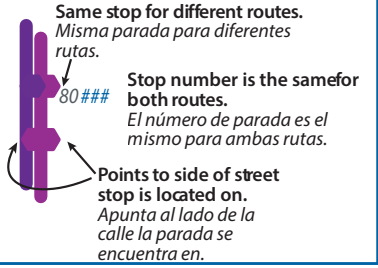 Same stop for different routes.
Misma parada para diferentes
rutas.
80###
Stop number is the samefor
both routes.
El número de parada es el
mismo para ambas rutas.
Points to side of street
stop is located on.
Apunta al lado de la
calle la parada se
encuentra en.